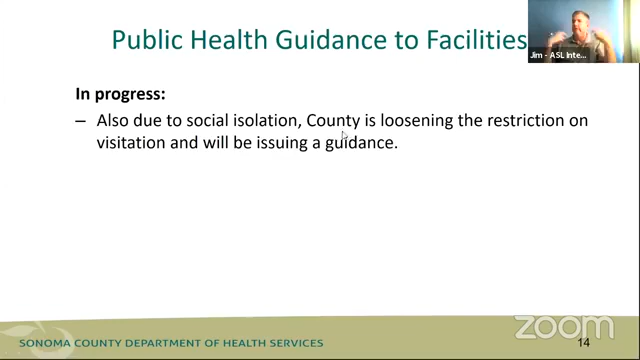 Public Health Guidance to Facilities
Jim - ASL Inte...
In progress:
– Also due to social isolation, County is loosening the restriction on
visitation and will be issuing a guidance.
zoom
SONOMA COUNTY DEPARTMENT OF HEALTH SERVICES
14